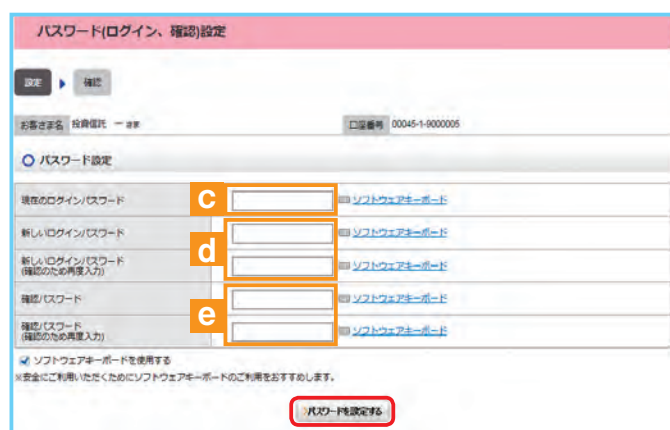 パスワード(ログイン、確認)設定
設定 確認
お客さま名 投資信託 一 さま 口座番号 00045-1-9000005
パスワード設定
現在のログインパスワード c ソフトウェアキーボード
新しいログインパスワード ソフトウェアキーボード
d
新しいログインパスワード
(確認のため再度入力) ソフトウェアキーボード
確認パスワード ソフトウェアキーボード
e
確認パスワード
(確認のため再度入力) ソフトウェアキーボード
ソフトウェアキーボードを使用する
※安全にご利用いただくためにソフトウェアキーボードのご利用をおすすめします。
パスワードを設定する